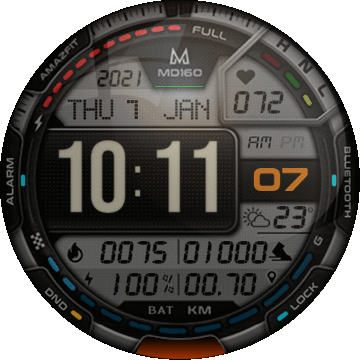 AMAZFIT
FULL
H N L
2021
MD160
THU 7 JAN
072
10:11
AM PM
07
23°
ALARM
BLUETOOTH
0075 01000
100% 00.70
G
BAT KM
DND
LOCK